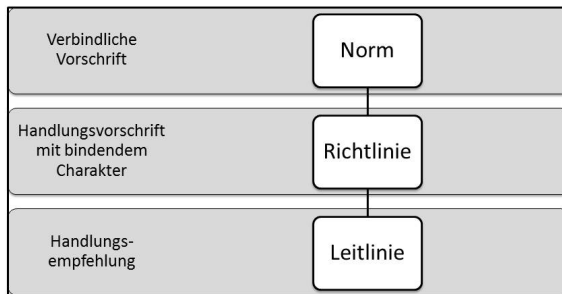 Verbindliche
Vorschrift
Norm
Handlungsvorschrift
mit bindendem
Charakter
Richtlinie
Handlungs-
empfehlung
Leitlinie